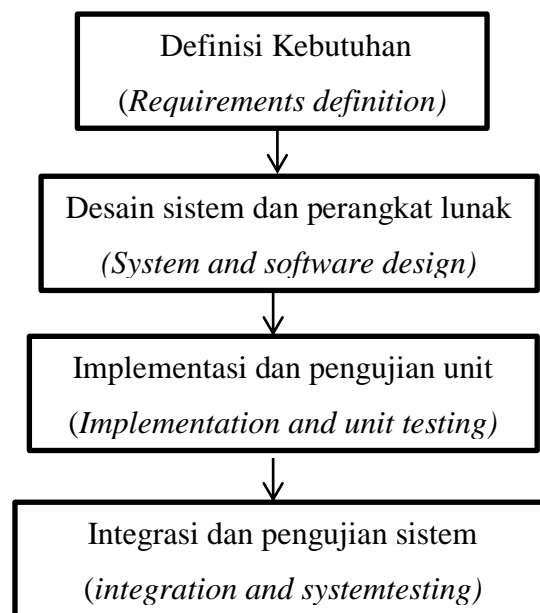 Definisi Kebutuhan
(Requirements definition)
Desain sistem dan perangkat lunak
(System and software design)
Implementasi dan pengujian unit
(Implementation and unit testing)
Integrasi dan pengujian sistem
(integration and systemtesting)